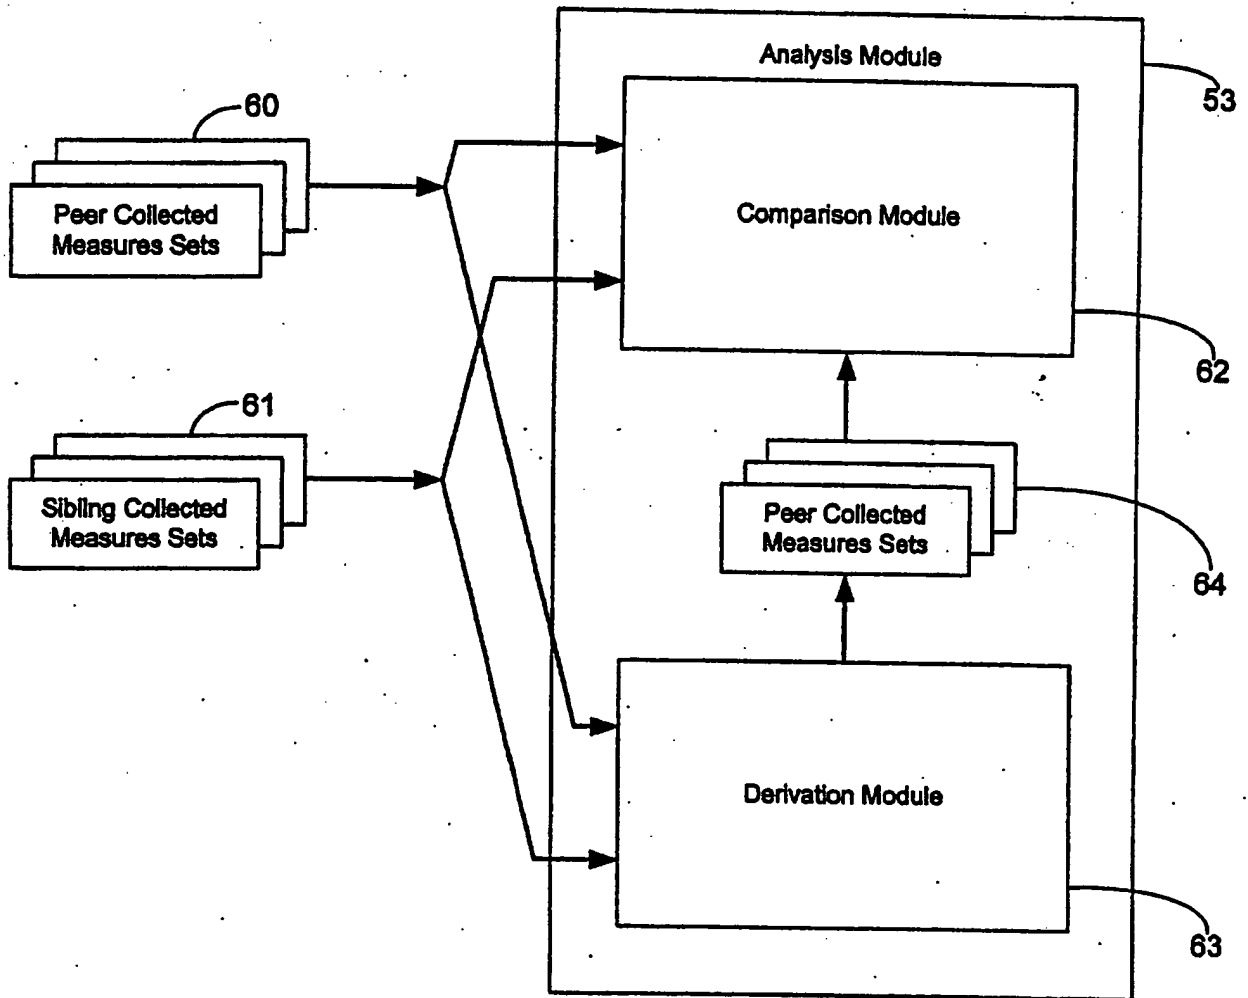 Analysis Module
53
60
Peer Collected
Measures Sets
Comparison Module
62
61
Sibling Collected
Measures Sets
Peer Collected
Measures Sets
64
Derivation Module
63